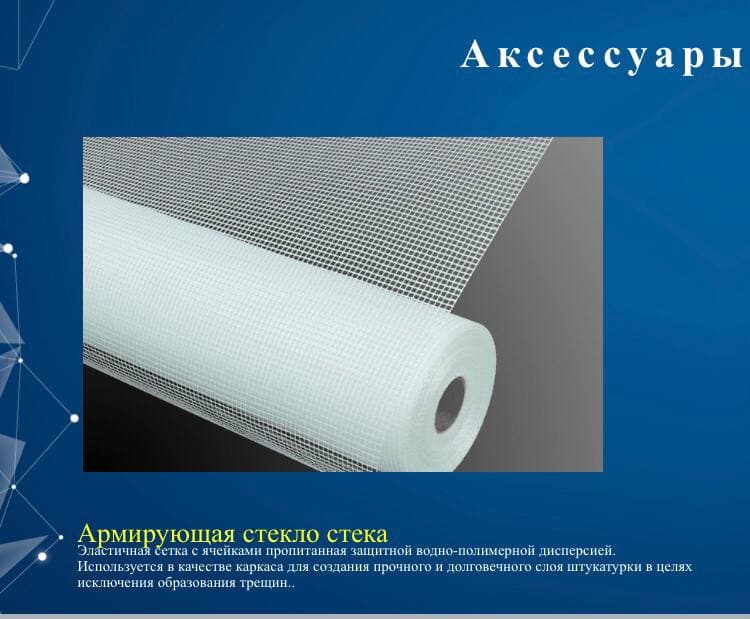 Аксессуары
Армирующая стекло стека
Эластичная сетка с ячейками пропитанная защитной водно-полимерной дисперсией.
Используется в качестве каркаса для создания прочного и долговечного слоя штукатурки в целях
исключения образования трещин..